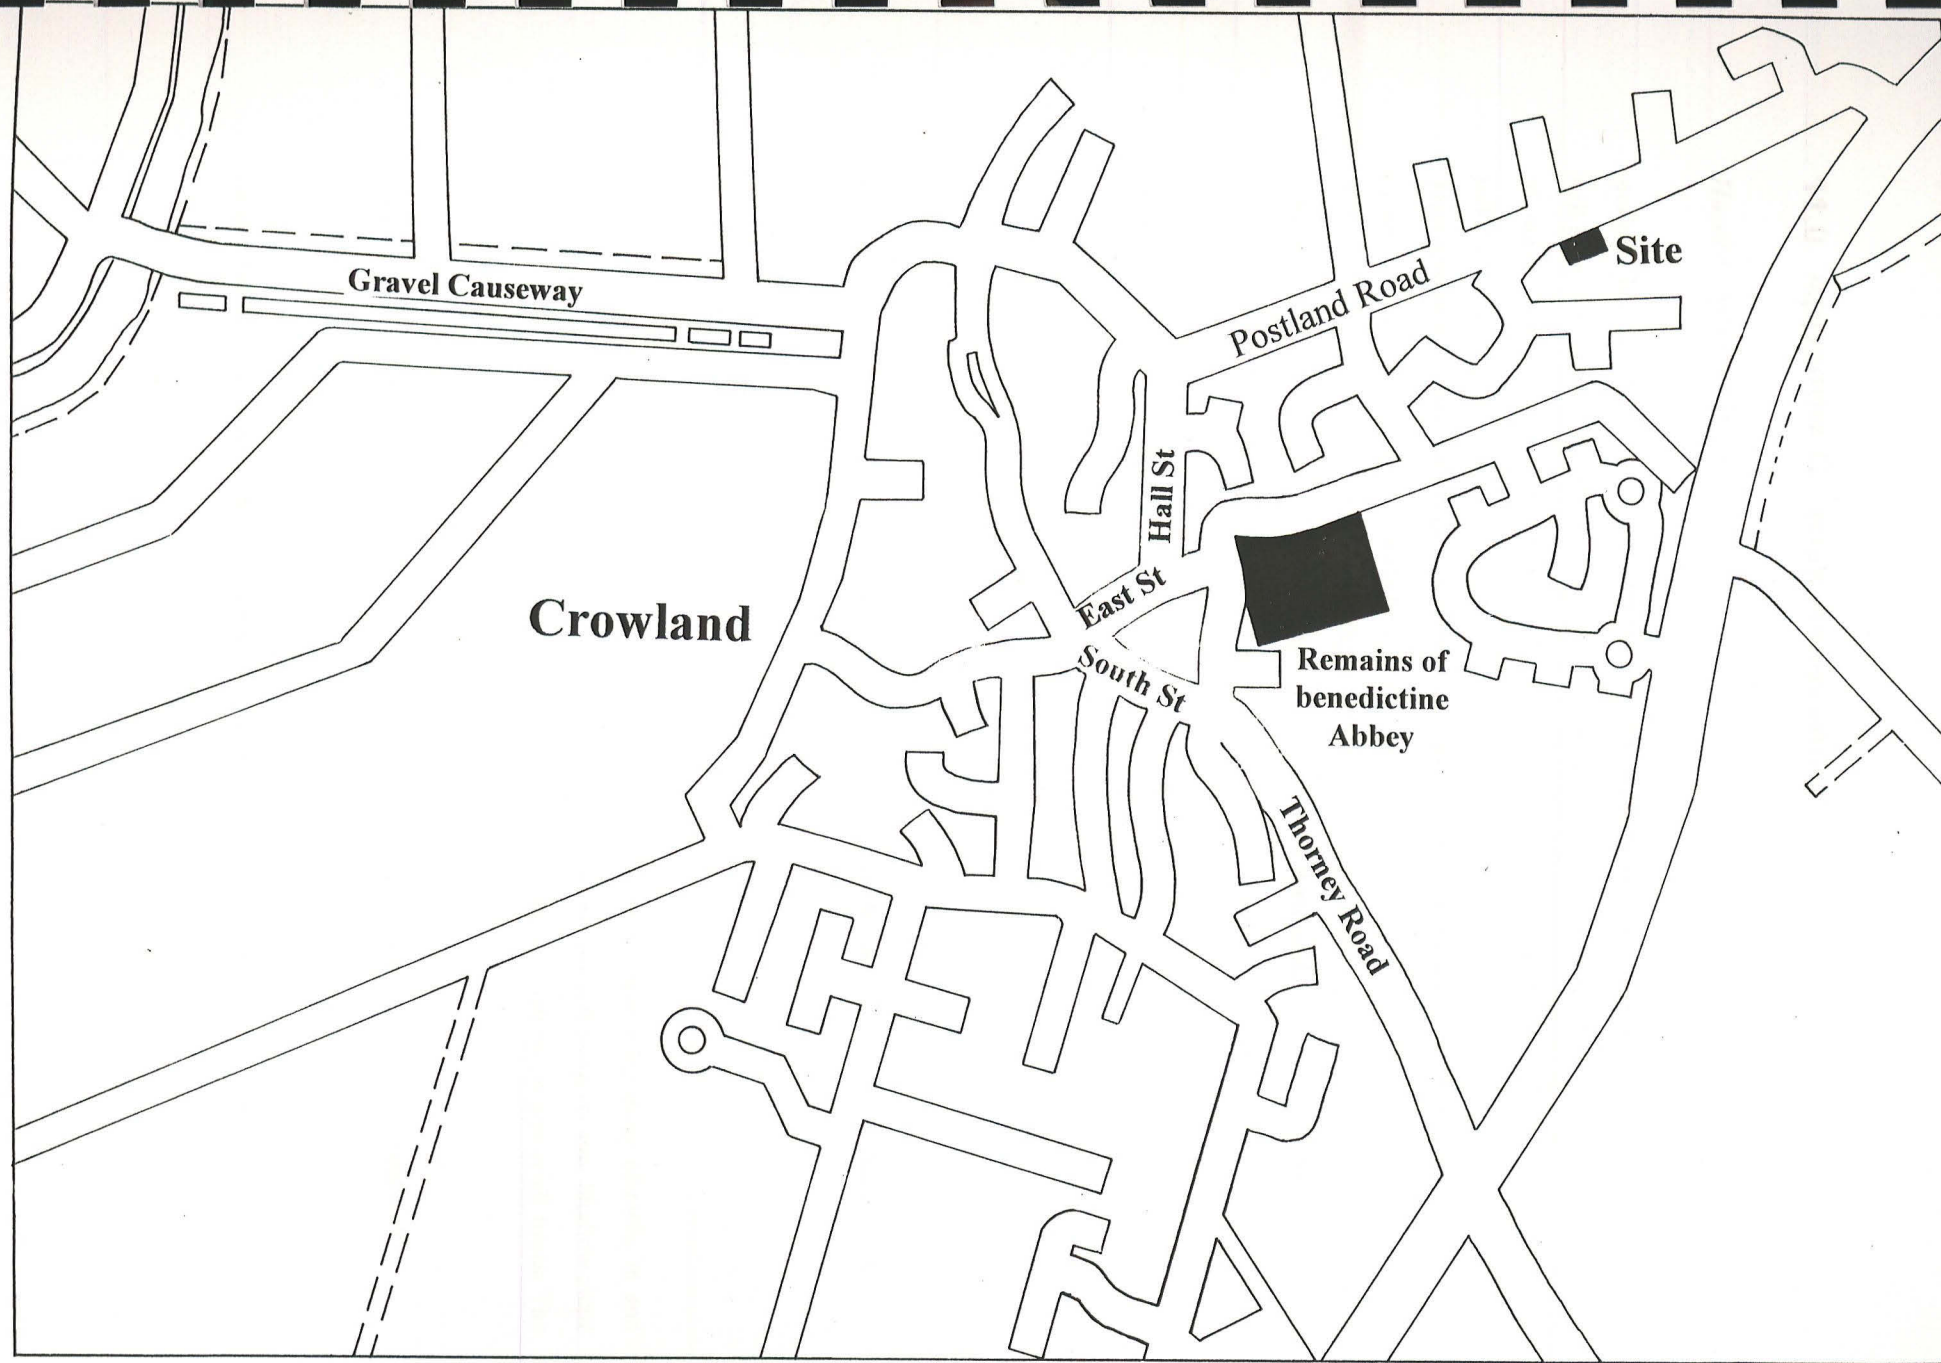 Site
Gravel Causeway
Postland Road
Hall St
East St
Crowland
South St
Remains of
benedictine
Abbey
Thorney Road